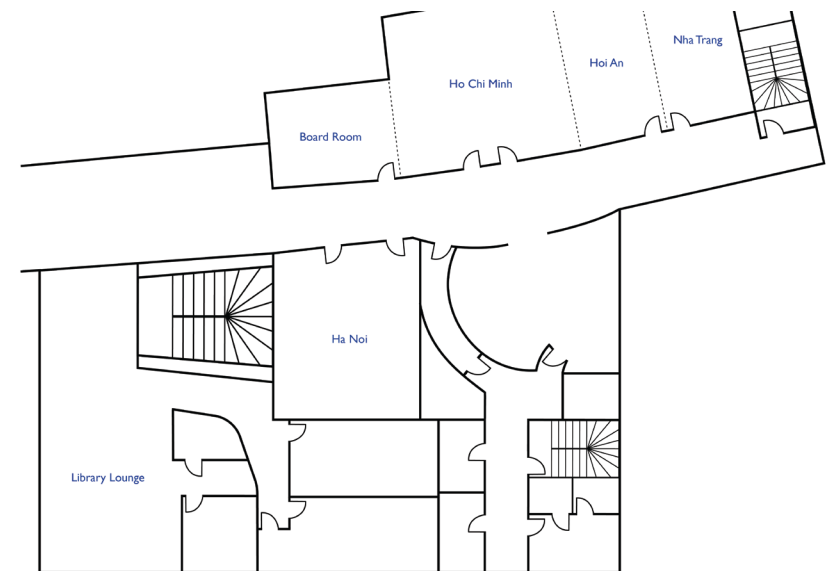 Nha Trang
Hoi An
Ho Chi Minh
Board Room
Ha Noi
Library Lounge